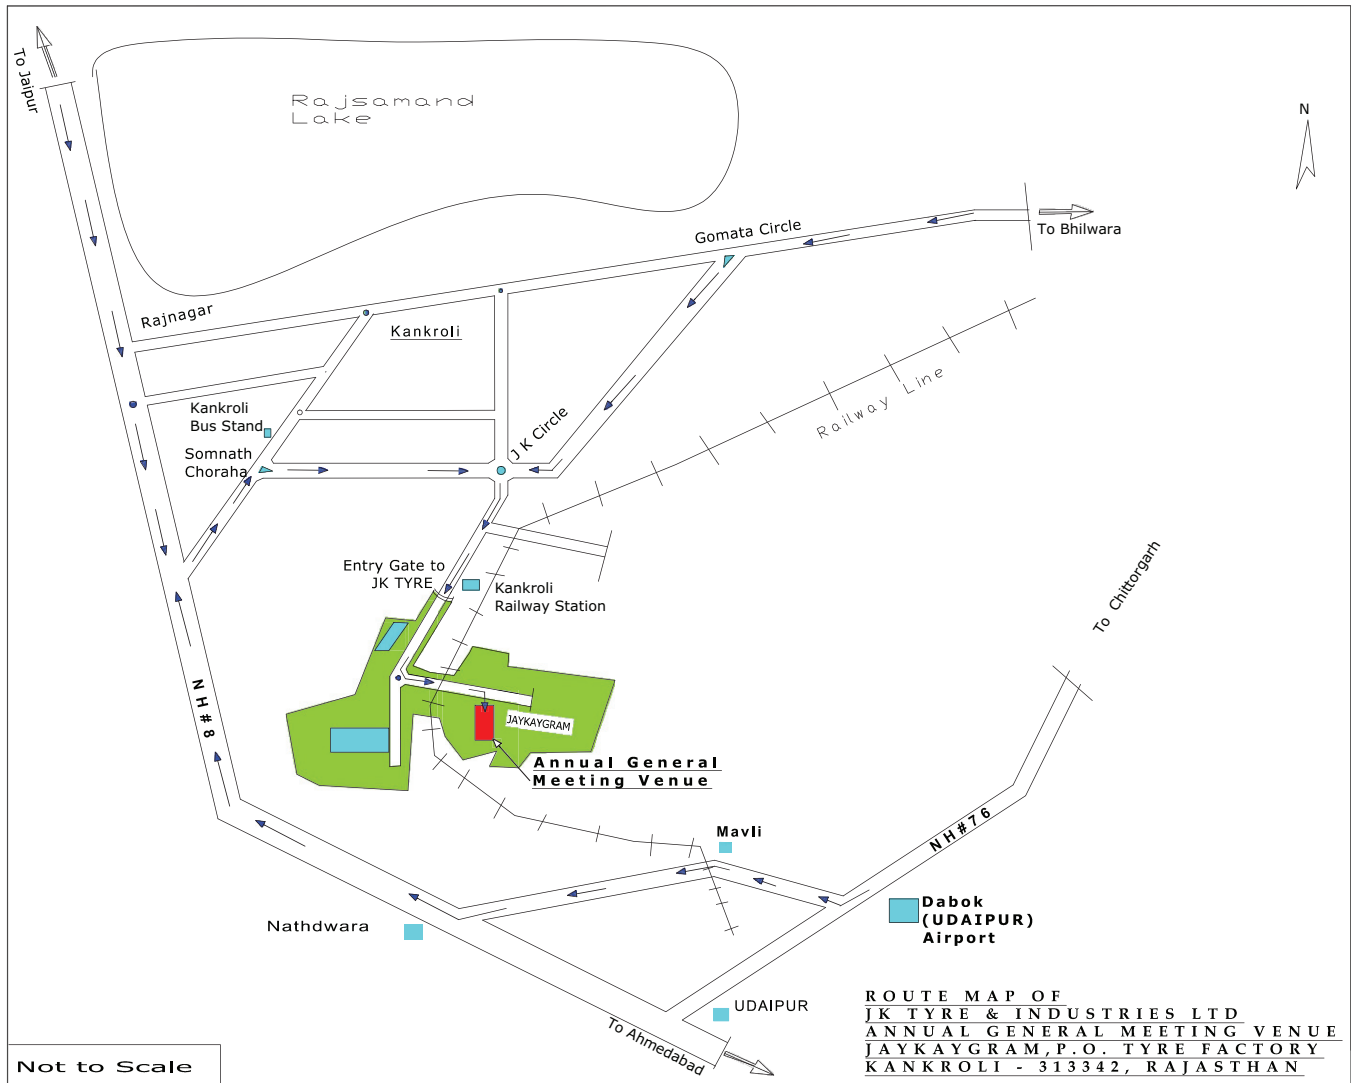 To Jaipur
Rajsamand
Lake
N
Gomata Circle
To Bhilwara
Rajnagar
Kankroli
Railway Line
Kankroli
Bus Stand
J K Circle
Somnath
Choraha
Entry Gate to
JK TYRE
Kankroli
Railway Station
To Chittorgarh
NH#8
JAYKAYGRAM
Annual General
Meeting Venue
Mavli
NH#76
Nathdwara
Dabok
(UDAIPUR)
Airport
UDAIPUR
To Ahmedabad
ROUTE MAP OF
JK TYRE & INDUSTRIES LTD
ANNUAL GENERAL MEETING VENUE
JAYKAYGRAM,P.O. TYRE FACTORY
KANKROLI - 313342, RAJASTHAN
Not to Scale